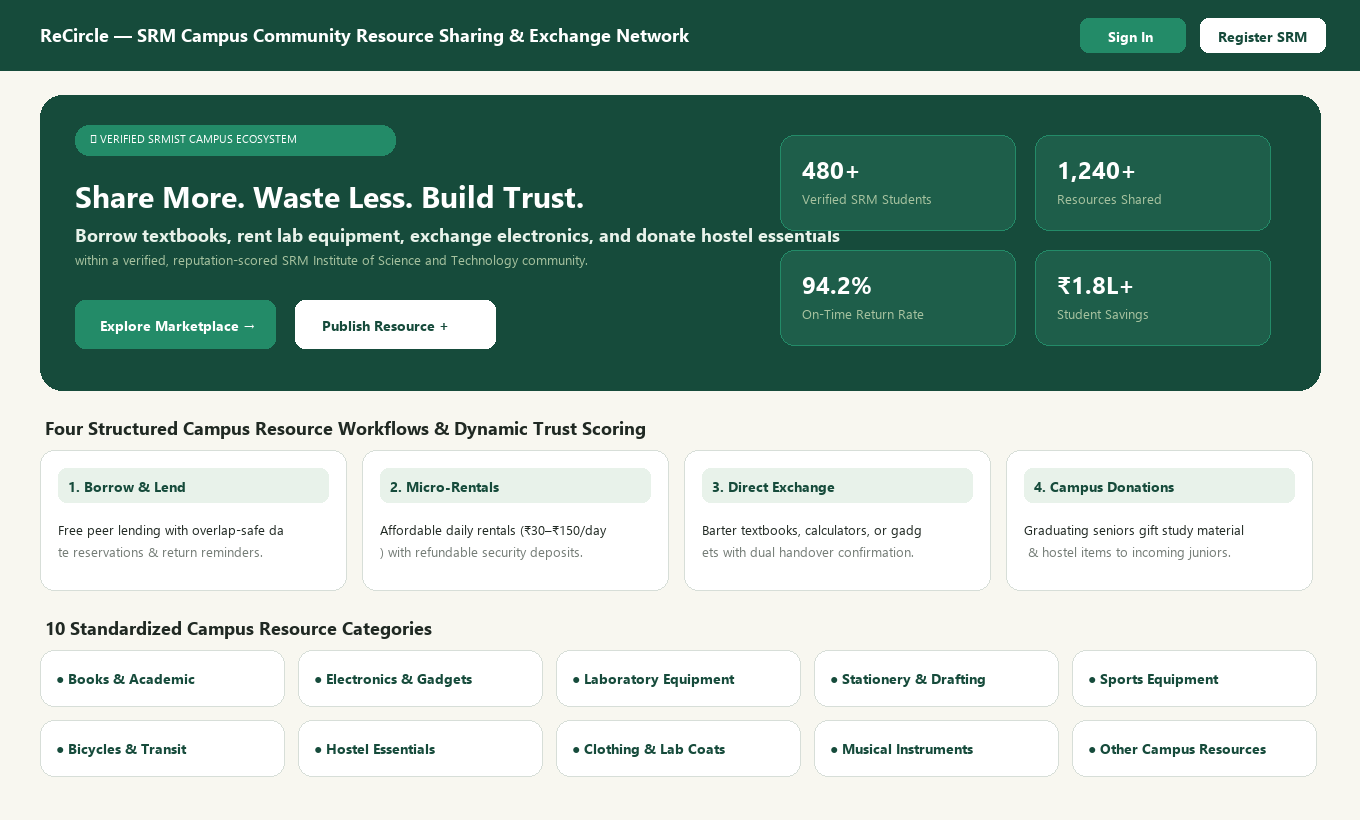 ReCircle — SRM Campus Community Resource Sharing & Exchange Network
Sign In
Register SRM
VERIFIED SRMIST CAMPUS ECOSYSTEM
Share More. Waste Less. Build Trust.
Borrow textbooks, rent lab equipment, exchange electronics, and donate hostel essentials
within a verified, reputation-scored SRM Institute of Science and Technology community.
Explore Marketplace →
Publish Resource +
480+
Verified SRM Students
1,240+
Resources Shared
94.2%
On-Time Return Rate
₹1.8L+
Student Savings
Four Structured Campus Resource Workflows & Dynamic Trust Scoring
1. Borrow & Lend
Free peer lending with overlap-safe da
te reservations & return reminders.
2. Micro-Rentals
Affordable daily rentals (₹30–₹150/day
) with refundable security deposits.
3. Direct Exchange
Barter textbooks, calculators, or gadg
ets with dual handover confirmation.
4. Campus Donations
Graduating seniors gift study material
& hostel items to incoming juniors.
10 Standardized Campus Resource Categories
• Books & Academic
• Electronics & Gadgets
• Laboratory Equipment
• Stationery & Drafting
• Sports Equipment
• Bicycles & Transit
• Hostel Essentials
• Clothing & Lab Coats
• Musical Instruments
• Other Campus Resources